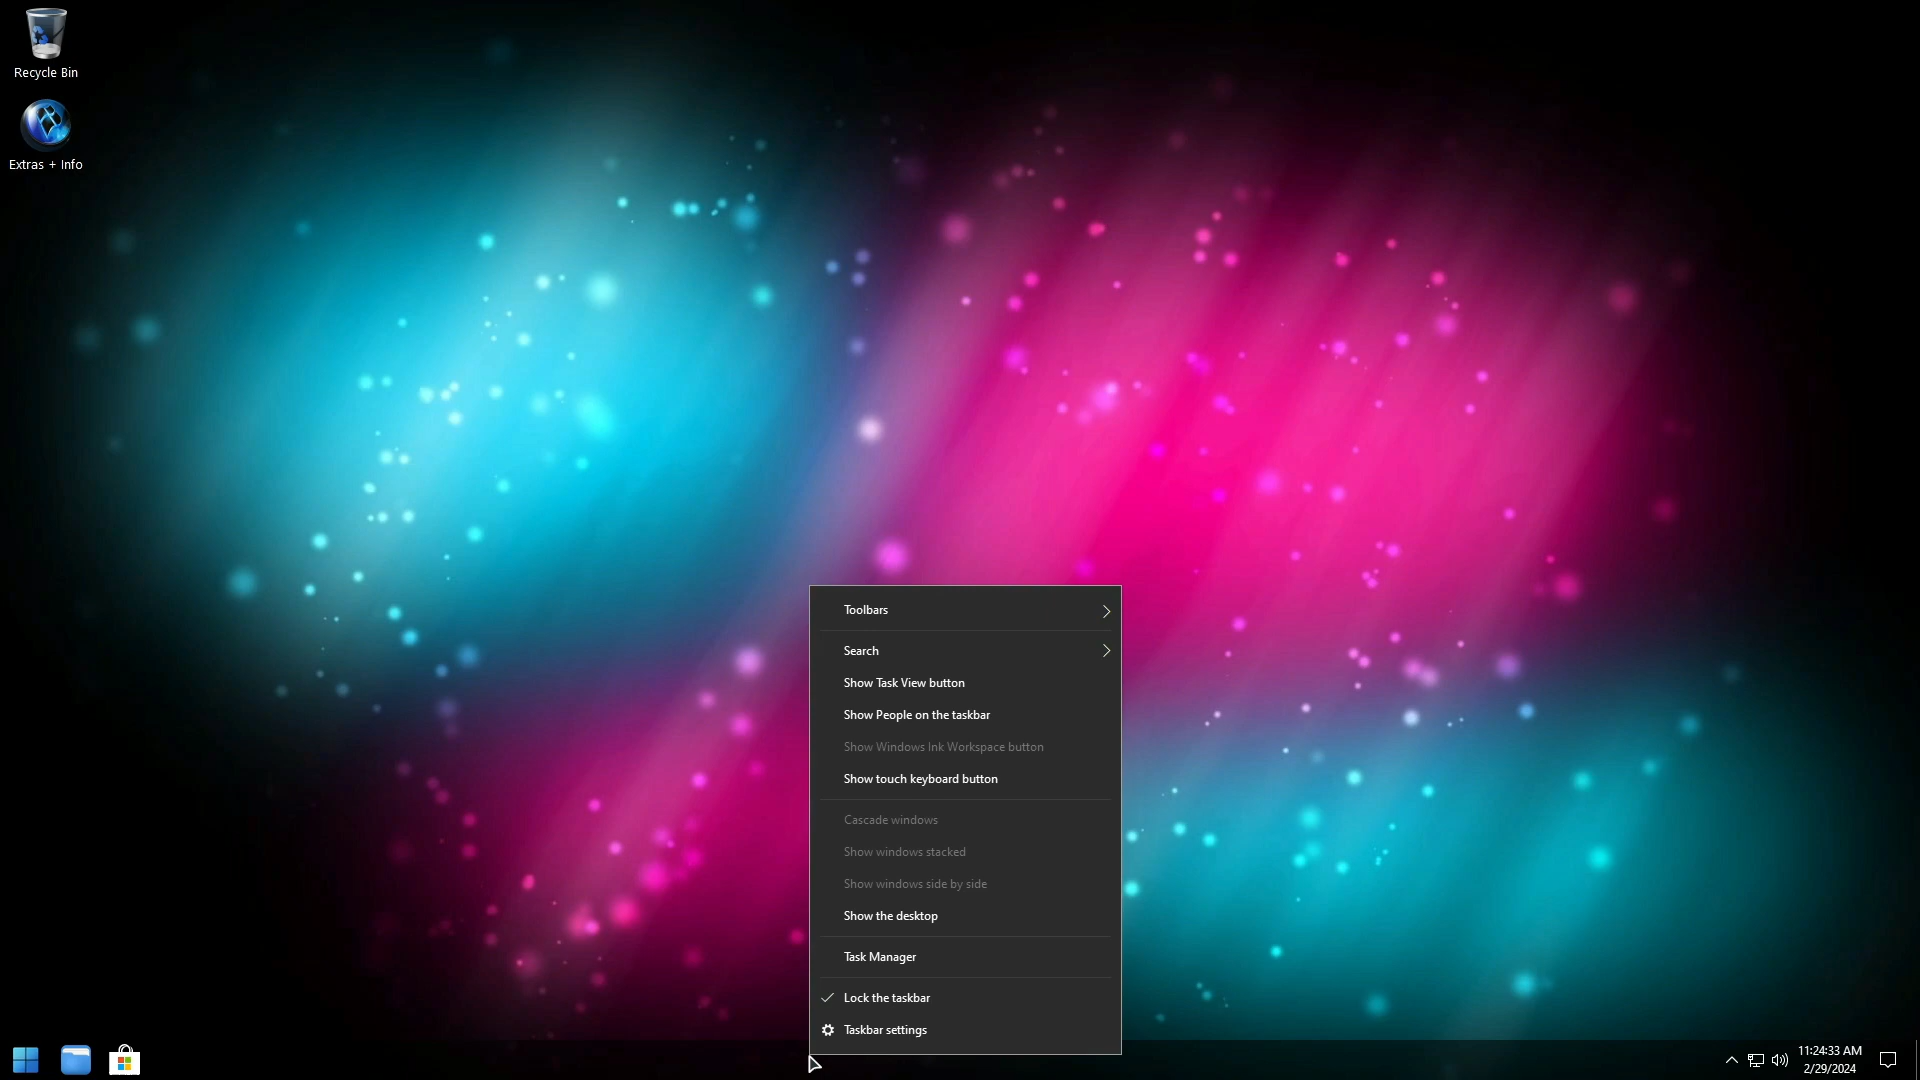 Recycle Bin
Extras + Info
Toolbars
Search
Show Task View button
Show People on the taskbar
Show Windows Ink Workspace button
Show touch keyboard button
Cascade windows
Show windows stacked
Show windows side by side
Show the desktop
Task Manager
Lock the taskbar
Taskbar settings
11:24:33 AM
2/29/2024